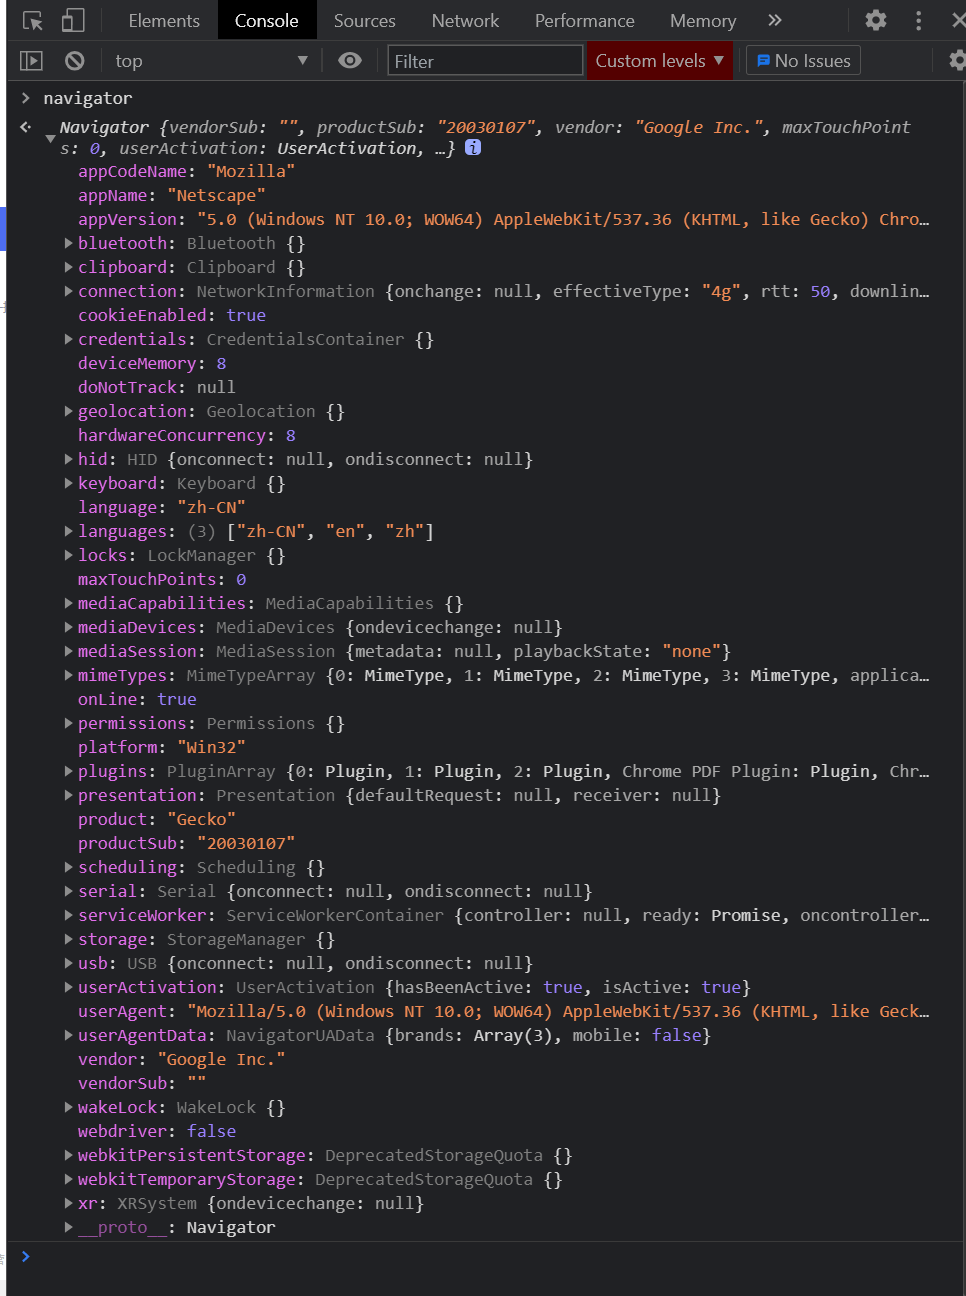 Elements Console Sources Network Performance Memory »
top ▼ Filter Custom levels ▼ No Issues
> navigator
Navigator {vendorSub: "", productSub: "20030107", vendor: "Google Inc.", maxTouchPoint
s: 0, userActivation: UserActivation, …} i
appCodeName: "Mozilla"
appName: "Netscape"
appVersion: "5.0 (Windows NT 10.0; WOW64) AppleWebKit/537.36 (KHTML, like Gecko) Chro…
▶ bluetooth: Bluetooth {}
▶ clipboard: Clipboard {}
▶ connection: NetworkInformation {onchange: null, effectiveType: "4g", rtt: 50, downlin…
cookieEnabled: true
▶ credentials: CredentialsContainer {}
deviceMemory: 8
doNotTrack: null
▶ geolocation: Geolocation {}
hardwareConcurrency: 8
▶ hid: HID {onconnect: null, ondisconnect: null}
▶ keyboard: Keyboard {}
language: "zh-CN"
▶ languages: (3) ["zh-CN", "en", "zh"]
▶ locks: LockManager {}
maxTouchPoints: 0
▶ mediaCapabilities: MediaCapabilities {}
▶ mediaDevices: MediaDevices {ondevicechange: null}
▶ mediaSession: MediaSession {metadata: null, playbackState: "none"}
▶ mimeTypes: MimeTypeArray {0: MimeType, 1: MimeType, 2: MimeType, 3: MimeType, applica…
onLine: true
▶ permissions: Permissions {}
platform: "Win32"
▶ plugins: PluginArray {0: Plugin, 1: Plugin, 2: Plugin, Chrome PDF Plugin: Plugin, Chr…
▶ presentation: Presentation {defaultRequest: null, receiver: null}
product: "Gecko"
productSub: "20030107"
▶ scheduling: Scheduling {}
▶ serial: Serial {onconnect: null, ondisconnect: null}
▶ serviceWorker: ServiceWorkerContainer {controller: null, ready: Promise, oncontroller…
▶ storage: StorageManager {}
▶ usb: USB {onconnect: null, ondisconnect: null}
▶ userActivation: UserActivation {hasBeenActive: true, isActive: true}
userAgent: "Mozilla/5.0 (Windows NT 10.0; WOW64) AppleWebKit/537.36 (KHTML, like Geck…
▶ userAgentData: NavigatorUAData {brands: Array(3), mobile: false}
vendor: "Google Inc."
vendorSub: ""
▶ wakeLock: WakeLock {}
webdriver: false
▶ webkitPersistentStorage: DeprecatedStorageQuota {}
▶ webkitTemporaryStorage: DeprecatedStorageQuota {}
▶ xr: XRSystem {ondevicechange: null}
▶ __proto__: Navigator
>